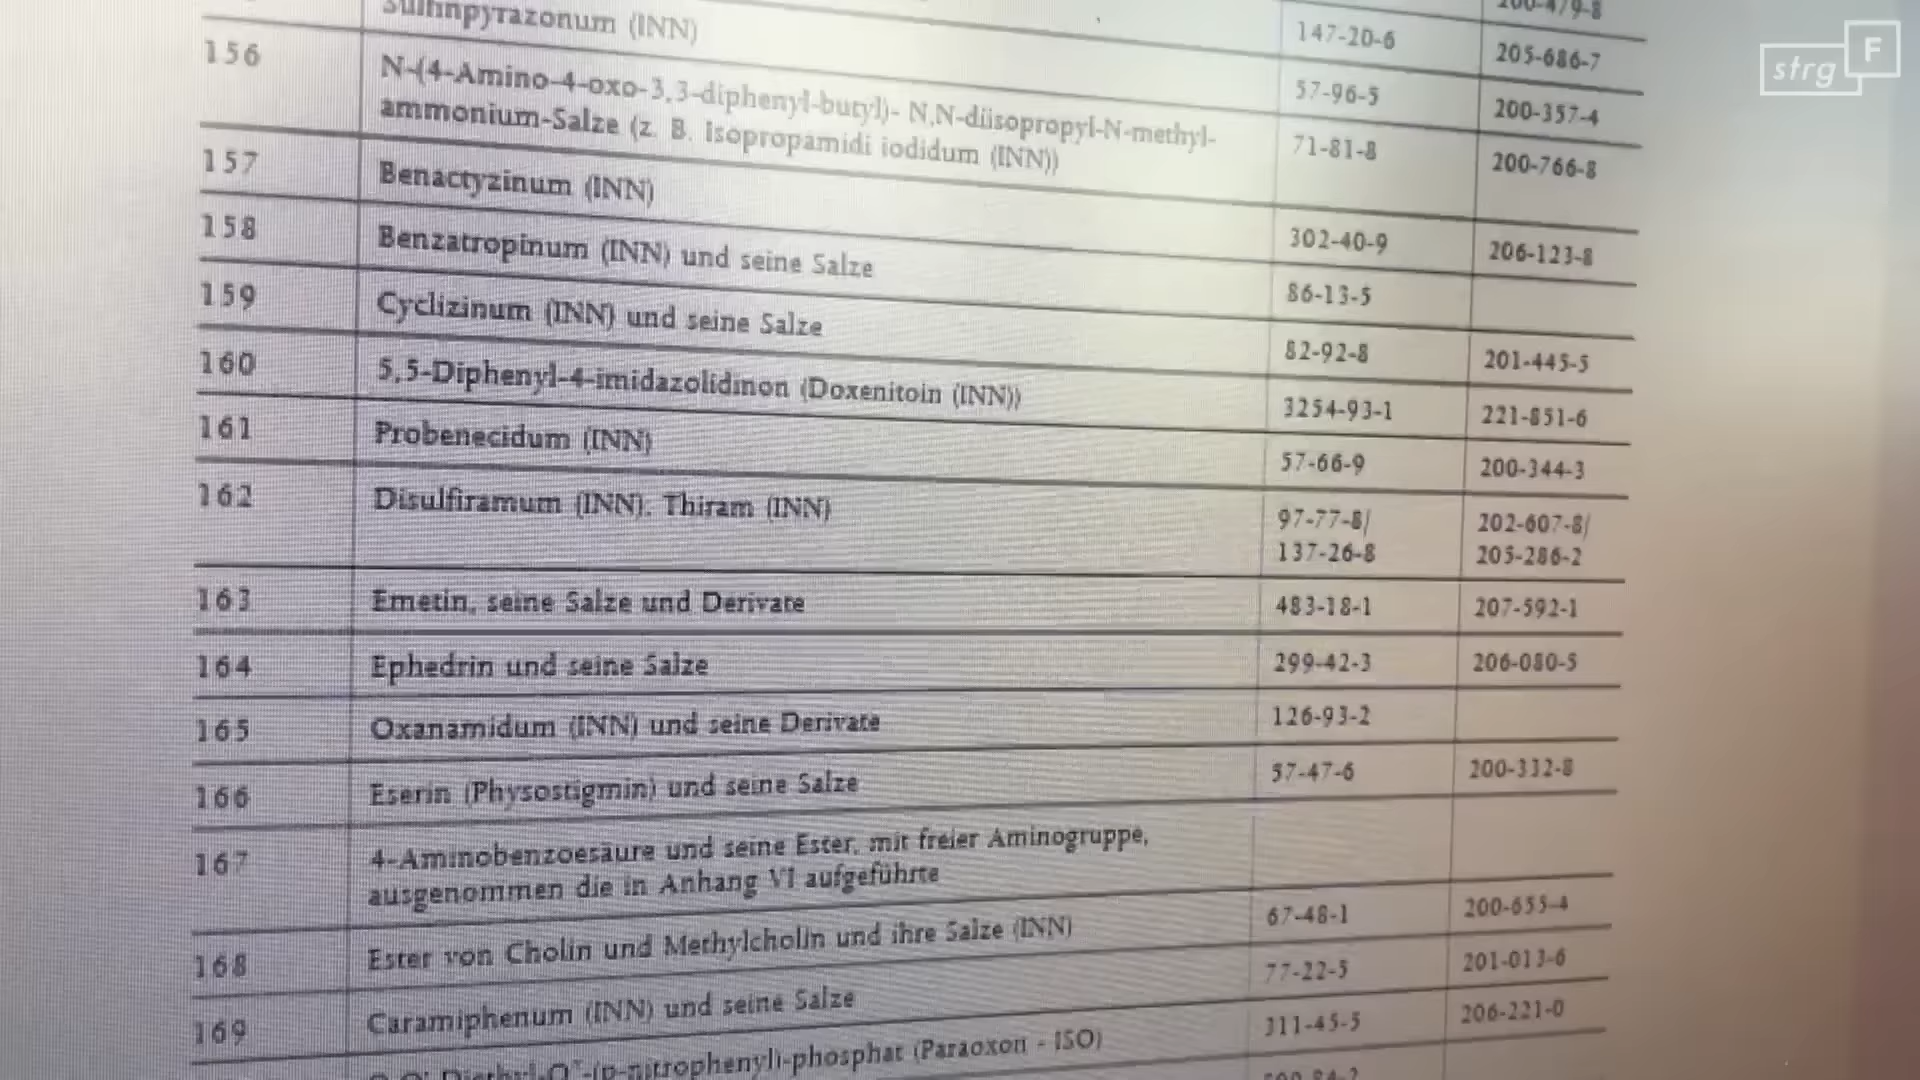 200-479-8
Sulfinpyrazonum (INN) 147-20-6 205-686-7
156 N-(4-Amino-4-oxo-3,3-diphenyl-butyl)- N,N-diisopropyl-N-methyl- 57-96-5 200-357-4
ammonium-Salze (z. B. Isopropamidi iodidum (INN)) 71-81-8 200-766-8
157 Benactyzinum (INN) 302-40-9 206-123-8
158 Benzatropinum (INN) und seine Salze 86-13-5
159 Cyclizinum (INN) und seine Salze 82-92-8 201-445-5
160 5,5-Diphenyl-4-imidazolidinon (Doxenitoin (INN)) 3254-93-1 221-851-6
161 Probenecidum (INN) 57-66-9 200-344-3
162 Disulfiramum (INN). Thiram (INN) 97-77-8/ 202-607-8/
137-26-8 205-286-2
163 Emetin, seine Salze und Derivate 483-18-1 207-592-1
164 Ephedrin und seine Salze 299-42-3 206-080-5
165 Oxanamidum (INN) und seine Derivate 126-93-2
166 Eserin (Physostigmin) und seine Salze 57-47-6 200-332-8
167 4-Aminobenzoesäure und seine Ester, mit freier Aminogruppe,
ausgenommen die in Anhang VI aufgeführte
168 Ester von Cholin und Methylcholin und ihre Salze (INN) 67-48-1 200-655-4
169 Caramiphenum (INN) und seine Salze 77-22-5 201-013-6
(p-nitrophenyl)-phosphat (Paraoxon - ISO) 311-45-5 206-221-0
strg F